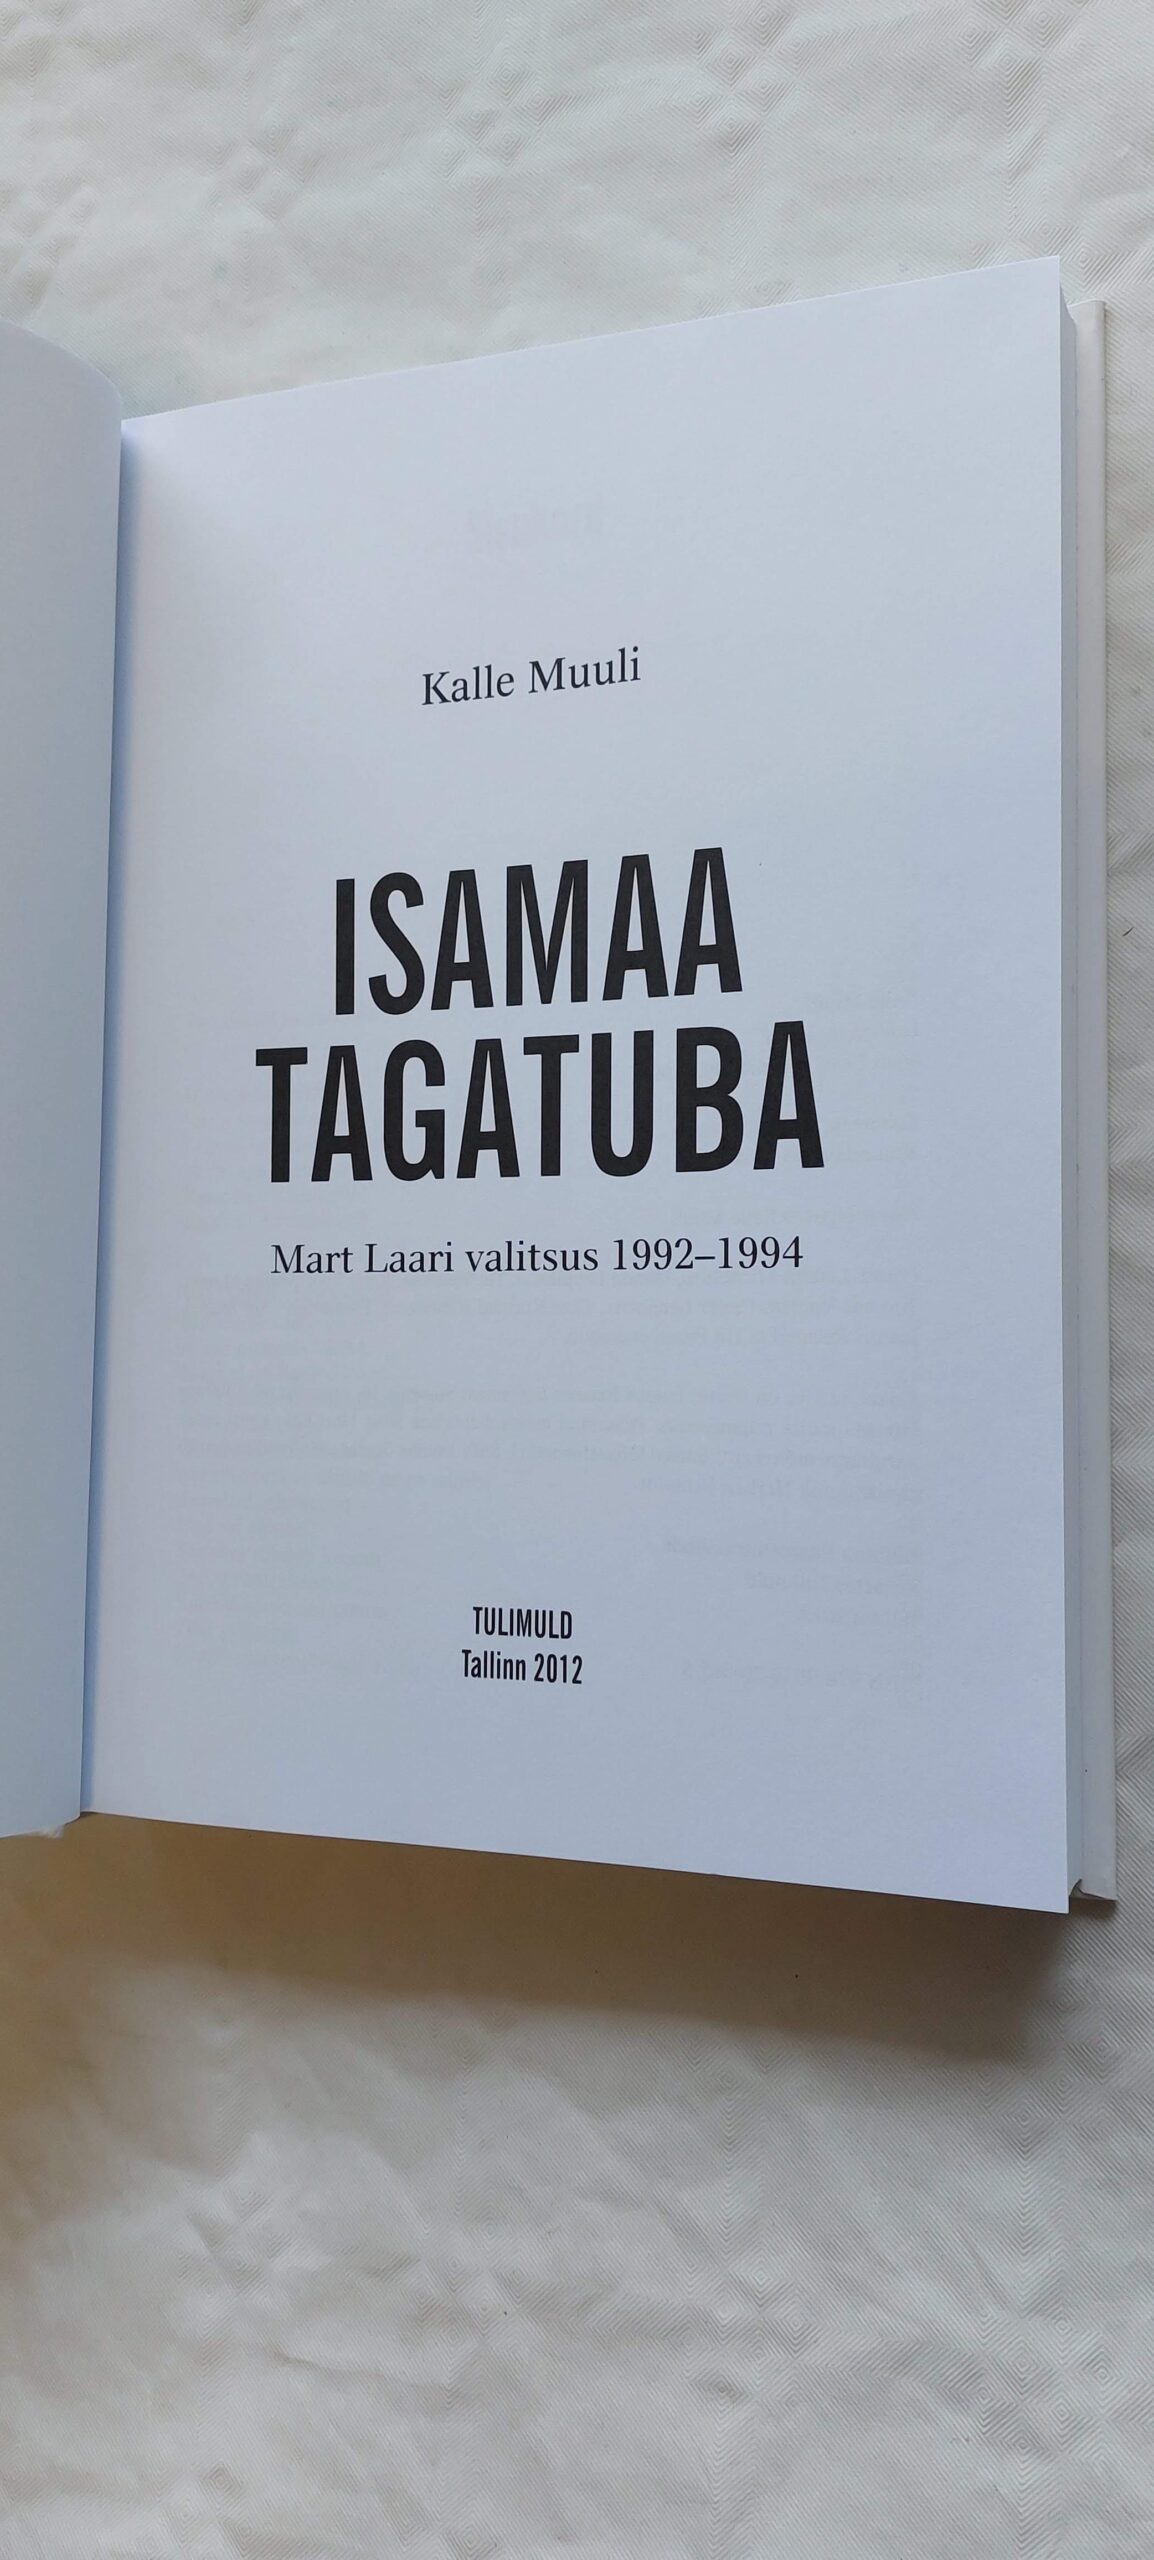 Kalle Muuli
ISAMAA
TAGATUBA
Mart Laari valitsus 1992–1994
TULIMULD
Tallinn 2012